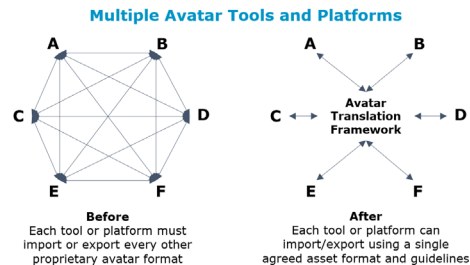 Multiple Avatar Tools and Platforms
A
B
C
D
E
F
Before
Each tool or platform must
import or export every other
proprietary avatar format
A
B
C
Avatar
Translation
Framework
D
E
F
After
Each tool or platform can
import/export using a single
agreed asset format and guidelines